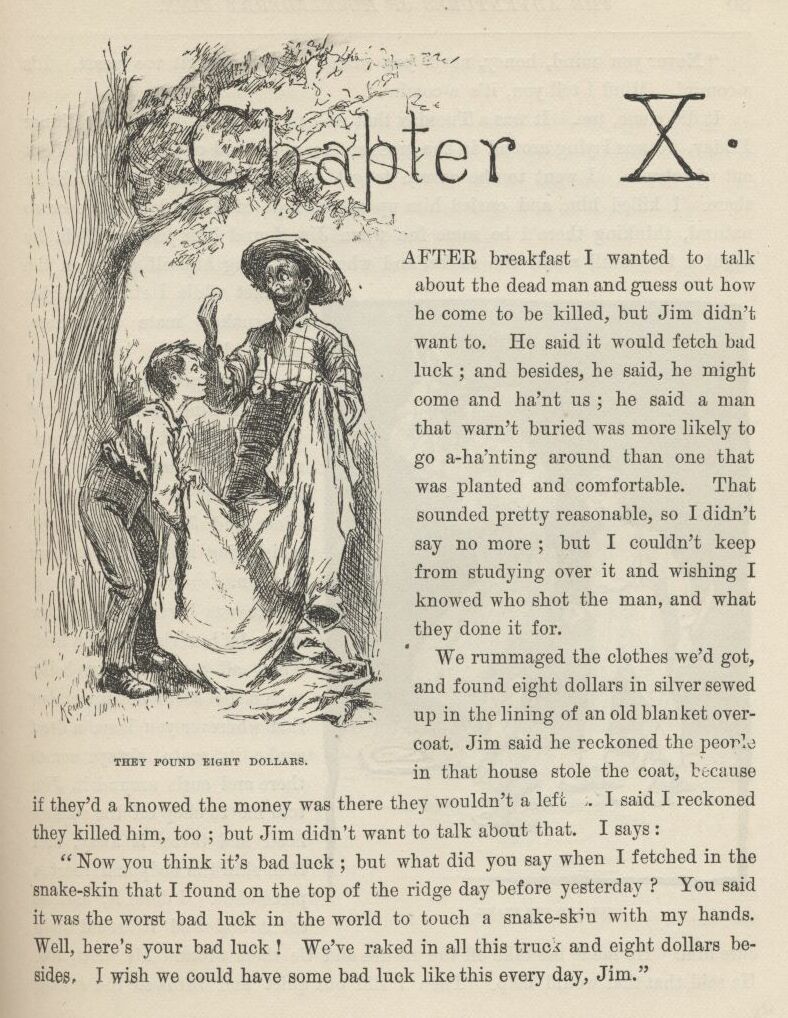 Chapter X.
AFTER breakfast I wanted to talk
about the dead man and guess out how
he come to be killed, but Jim didn't
want to. He said it would fetch bad
luck; and besides, he said, he might
come and ha'nt us; he said a man
that warn't buried was more likely to
go a-ha'nting around than one that
was planted and comfortable. That
sounded pretty reasonable, so I didn't
say no more; but I couldn't keep
from studying over it and wishing I
knowed who shot the man, and what
they done it for.
We rummaged the clothes we'd got,
and found eight dollars in silver sewed
up in the lining of an old blanket over-
coat. Jim said he reckoned the people
in that house stole the coat, because
if they'd a knowed the money was there they wouldn't a left . I said I reckoned
they killed him, too; but Jim didn't want to talk about that. I says:
"Now you think it's bad luck; but what did you say when I fetched in the
snake-skin that I found on the top of the ridge day before yesterday? You said
it was the worst bad luck in the world to touch a snake-skin with my hands.
Well, here's your bad luck! We've raked in all this truck and eight dollars be-
sides. I wish we could have some bad luck like this every day, Jim."
Kemble
THEY FOUND EIGHT DOLLARS.